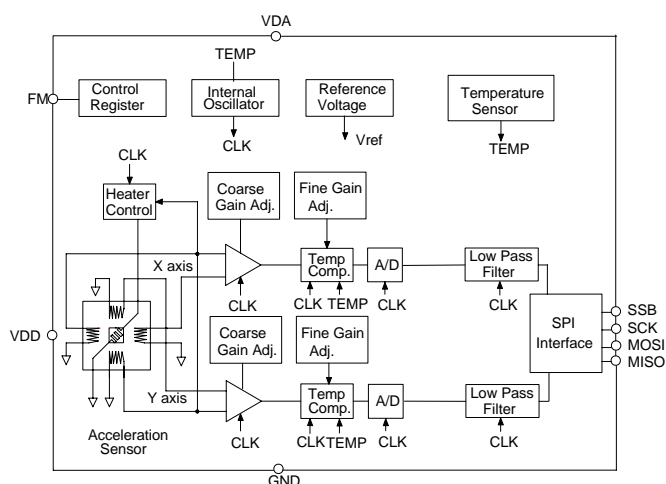 VDA
TEMP
FM
Control
Register
Internal
Oscillator
Reference
Voltage
Temperature
Sensor
CLK
Vref
TEMP
CLK
Heater
Control
Coarse
Gain Adj.
Fine Gain
Adj.
X axis
Temp
Comp.
A/D
Low Pass
Filter
CLK
CLK
TEMP
CLK
CLK
VDD
SPI
Interface
SSB
SCK
MOSI
MISO
Coarse
Gain Adj.
Fine Gain
Adj.
Y axis
Temp
Comp.
A/D
Low Pass
Filter
CLK
CLK
TEMP
CLK
CLK
Acceleration
Sensor
GND